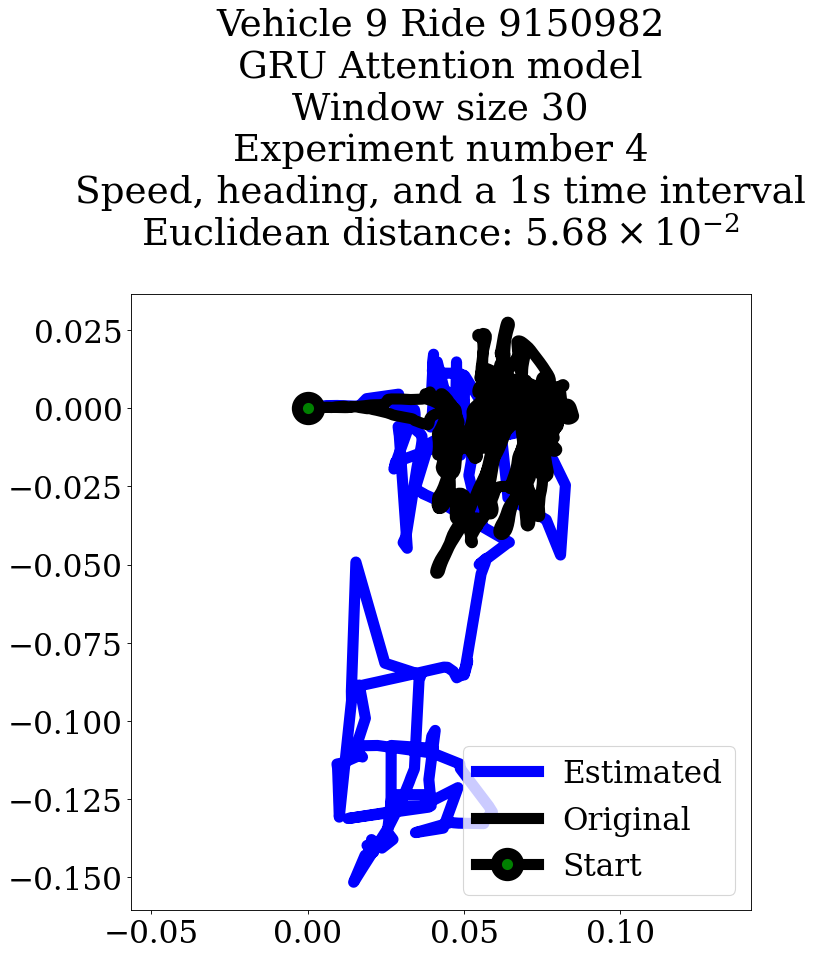 Vehicle 9 Ride 9150982
GRU Attention model
Window size 30
Experiment number 4
Speed, heading, and a 1s time interval
Euclidean distance: 5.68 × 10⁻²
0.025
0.000
−0.025
−0.050
−0.075
−0.100
−0.125
−0.150
Estimated
Original
Start
−0.05
0.00
0.05
0.10